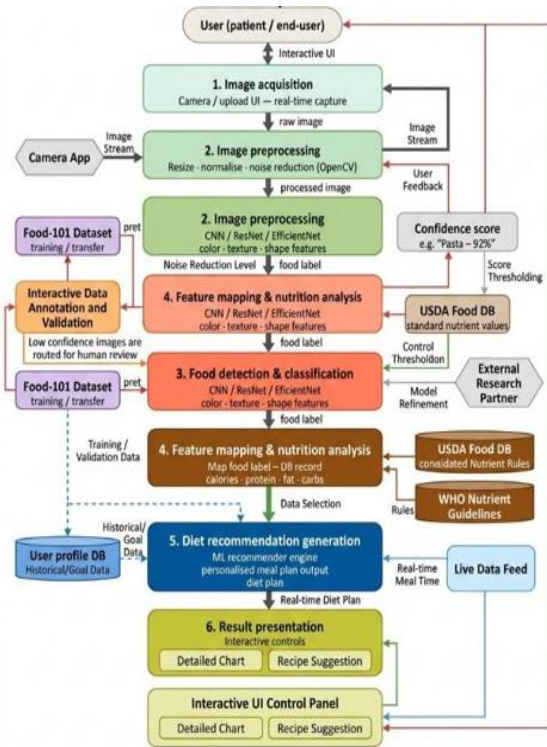 User (patient / end-user)
Interactive UI
1. Image acquisition
Camera / upload UI — real-time capture
raw image
Image Stream
Camera App
Image Stream
2. Image preprocessing
Resize · normalise · noise reduction (OpenCV)
User Feedback
processed image
2. Image preprocessing
CNN / ResNet / EfficientNet
color · texture · shape features
Food-101 Dataset
training / transfer
pret
Confidence score
e.g. "Pasta – 92%"
Noise Reduction Level
food label
Score Thresholding
Interactive Data Annotation and Validation
4. Feature mapping & nutrition analysis
CNN / ResNet / EfficientNet
color · texture · shape features
USDA Food DB
standard nutrient values
Low confidence images are routed for human review
food label
Control Thresholdon
Food-101 Dataset
training / transfer
pret
3. Food detection & classification
CNN / ResNet / EficientNet
color · texture · shape features
External Research Partner
Model Refinement
food label
Training / Validation Data
4. Feature mapping & nutrition analysis
Map food label – DB record
calories · protein · fat · carbs
USDA Food DB
considated Nutrient Rules
WHO Nutrient Guidelines
Rules
Data Selection
Historical/ Goal Data
User profile DB
Historical/Goal Data
5. Diet recommendation generation
ML recommender engine
personalised meal plan output
diet plan
Real-time Meal Time
Live Data Feed
Real-time Diet Plan
6. Result presentation
Interactive controls
Detailed Chart
Recipe Suggestion
Interactive UI Control Panel
Detailed Chart
Recipe Suggestion